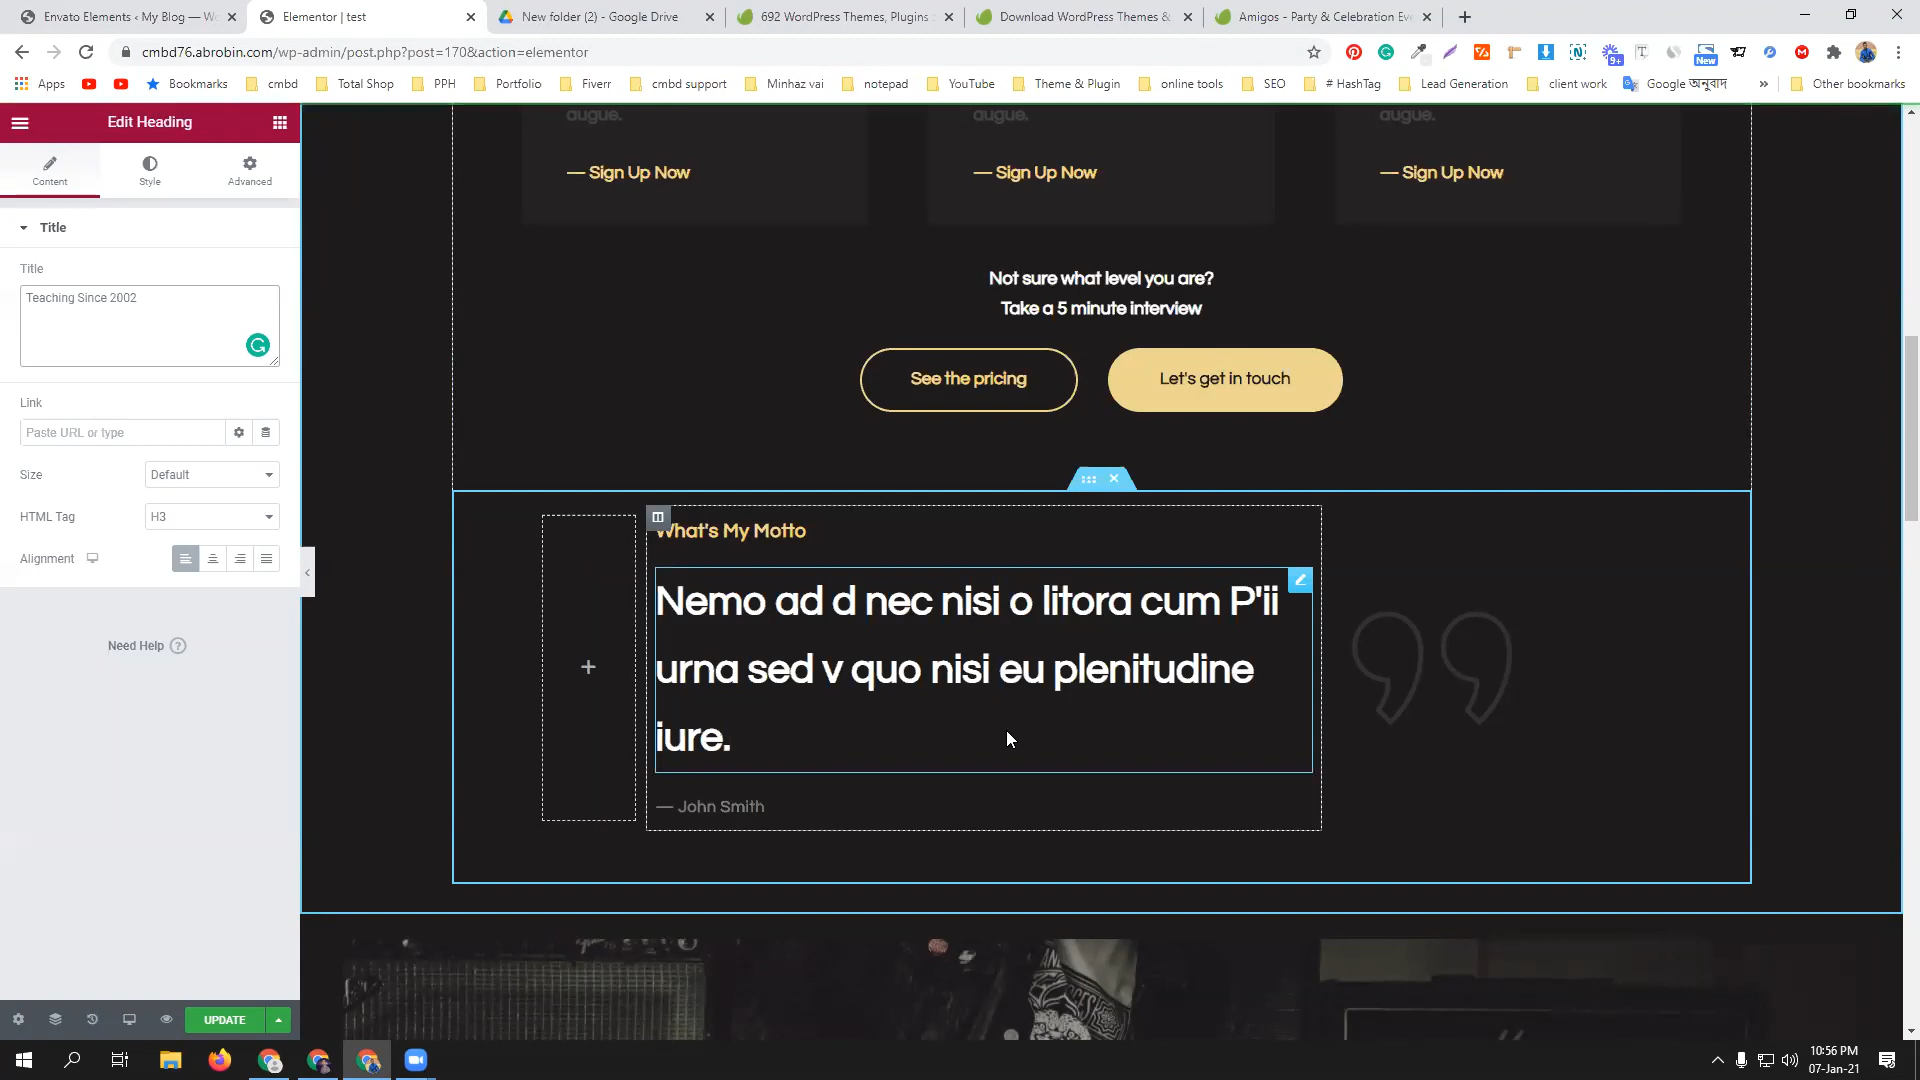 Envato Elements ‹ My Blog — Wo
Elementor | test
New folder (2) - Google Drive
692 WordPress Themes, Plugins
Download WordPress Themes &
Amigos - Party & Celebration Eve
cmbd76.abrobin.com/wp-admin/post.php?post=170&action=elementor
9+
New
Apps
Bookmarks
cmbd
Total Shop
PPH
Portfolio
Fiverr
cmbd support
Minhaz vai
notepad
YouTube
Theme & Plugin
online tools
SEO
# HashTag
Lead Generation
client work
Google অনুবাদ
»
Other bookmarks
Edit Heading
Content
Style
Advanced
Title
Title
Teaching Since 2002
Link
Paste URL or type
Size
Default
HTML Tag
H3
Alignment
Need Help ?
UPDATE
augue.
augue.
augue.
— Sign Up Now
— Sign Up Now
— Sign Up Now
Not sure what level you are?
Take a 5 minute interview
See the pricing
Let's get in touch
What's My Motto
Nemo ad d nec nisi o litora cum P'ii
urna sed v quo nisi eu plenitudine
iure.
— John Smith
10:56 PM
07-Jan-21